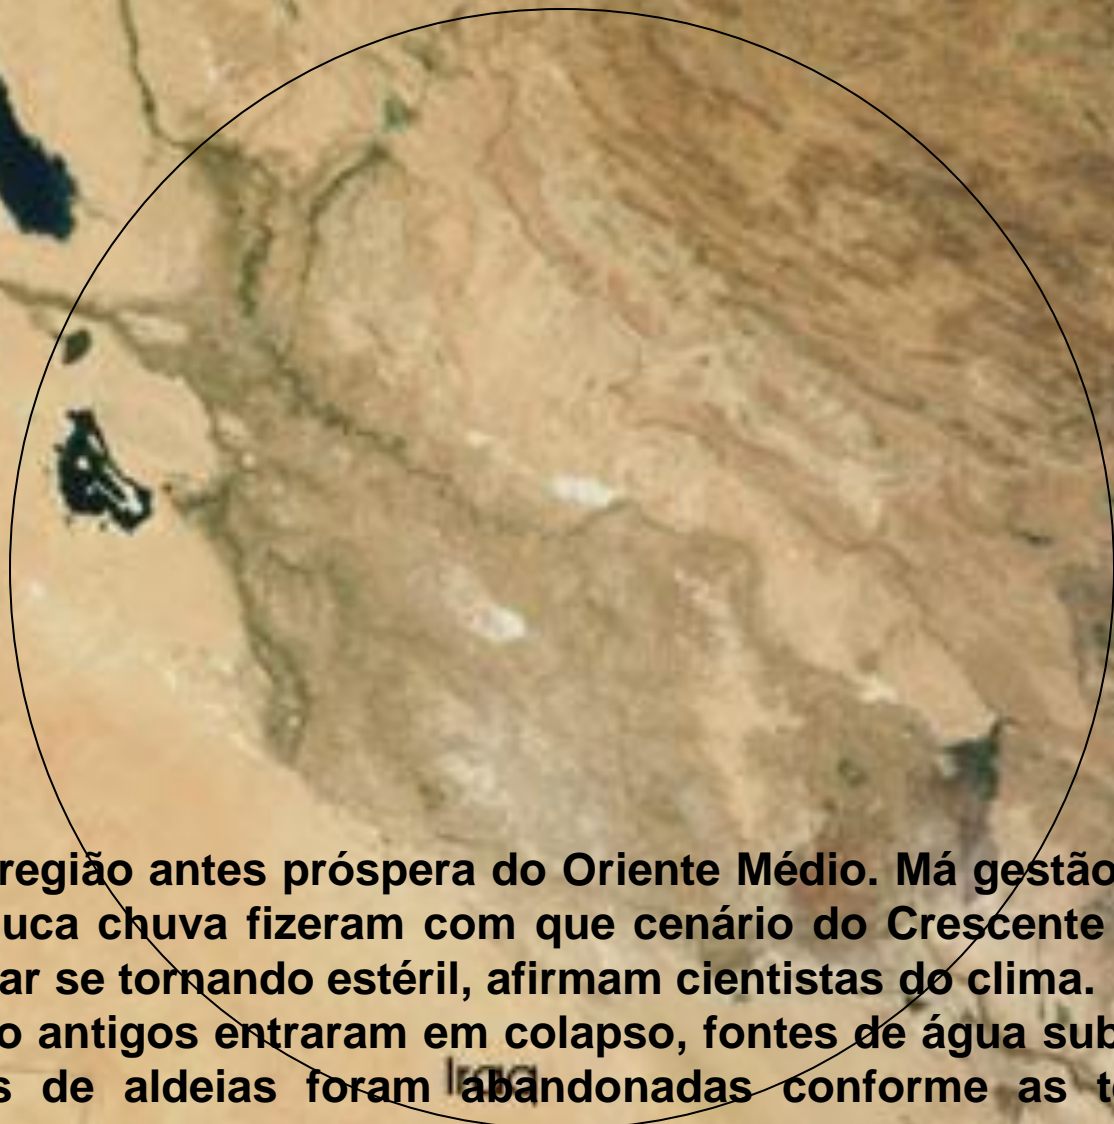 região antes próspera do Oriente Médio. Má gestão
uca chuva fizeram com que cenário do Crescente
ar se tornando estéril, afirmam cientistas do clima.
o antigos entraram em colapso, fontes de água sub
s de aldeias foram abandonadas conforme as te
Iraq